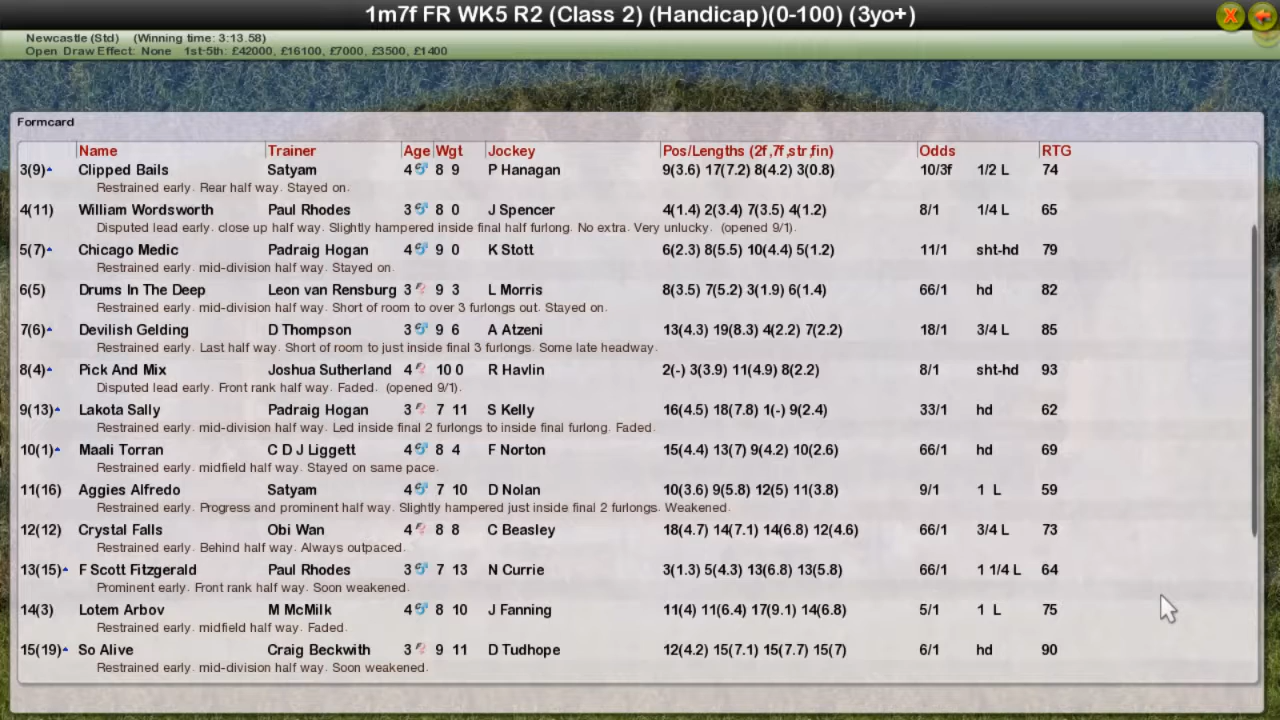 1m7f FR WK5 R2 (Class 2) (Handicap)(0-100) (3yo+)
Newcastle (Std) (Winning time: 3:13.58)
Open Draw Effect: None 1st-5th: £42000, £16100, £7000, £3500, £1400
Formcard
Name Trainer Age Wgt Jockey Pos/Lengths (2f,7f,str,fin) Odds RTG
3(9) Clipped Bails Satyam 4 8 9 P Hanagan 9(3.6) 17(7.2) 8(4.2) 3(0.8) 10/3f 1/2 L 74
Restrained early. Rear half way. Stayed on.
4(11) William Wordsworth Paul Rhodes 3 8 0 J Spencer 4(1.4) 2(3.4) 7(3.5) 4(1.2) 8/1 1/4 L 65
Disputed lead early. close up half way. Slightly hampered inside final half furlong. No extra. Very unlucky. (opened 9/1).
5(7) Chicago Medic Padraig Hogan 4 9 0 K Stott 6(2.3) 8(5.5) 10(4.4) 5(1.2) 11/1 sht-hd 79
Restrained early. mid-division half way. Stayed on.
6(5) Drums In The Deep Leon van Rensburg 3 9 3 L Morris 8(3.5) 7(5.2) 3(1.9) 6(1.4) 66/1 hd 82
Restrained early. mid-division half way. Short of room to over 3 furlongs out. Stayed on.
7(6) Devilish Gelding D Thompson 3 9 6 A Atzeni 13(4.3) 19(8.3) 4(2.2) 7(2.2) 18/1 3/4 L 85
Restrained early. Last half way. Short of room to just inside final 3 furlongs. Some late headway.
8(4) Pick And Mix Joshua Sutherland 4 10 0 R Havlin 2(-) 3(3.9) 11(4.9) 8(2.2) 8/1 sht-hd 93
Disputed lead early. Front rank half way. Faded. (opened 9/1).
9(13) Lakota Sally Padraig Hogan 3 7 11 S Kelly 16(4.5) 18(7.8) 1(-) 9(2.4) 33/1 hd 62
Restrained early. mid-division half way. Led inside final 2 furlongs to inside final furlong. Faded.
10(1) Maali Torran C D J Liggett 4 8 4 F Norton 15(4.4) 13(7) 9(4.2) 10(2.6) 66/1 hd 69
Restrained early. midfield half way. Stayed on same pace.
11(16) Aggies Alfredo Satyam 4 7 10 D Nolan 10(3.6) 9(5.8) 12(5) 11(3.8) 9/1 1 L 59
Restrained early. Progress and prominent half way. Slightly hampered just inside final 2 furlongs. Weakened.
12(12) Crystal Falls Obi Wan 4 8 8 C Beasley 18(4.7) 14(7.1) 14(6.8) 12(4.6) 66/1 3/4 L 73
Restrained early. Behind half way. Always outpaced.
13(15) F Scott Fitzgerald Paul Rhodes 3 7 13 N Currie 3(1.3) 5(4.3) 13(6.8) 13(5.8) 66/1 1 1/4 L 64
Prominent early. Front rank half way. Soon weakened.
14(3) Lotem Arbov M McMilk 4 8 10 J Fanning 11(4) 11(6.4) 17(9.1) 14(6.8) 5/1 1 L 75
Restrained early. midfield half way. Faded.
15(19) So Alive Craig Beckwith 3 9 11 D Tudhope 12(4.2) 15(7.1) 15(7.7) 15(7) 6/1 hd 90
Restrained early. mid-division half way. Soon weakened.